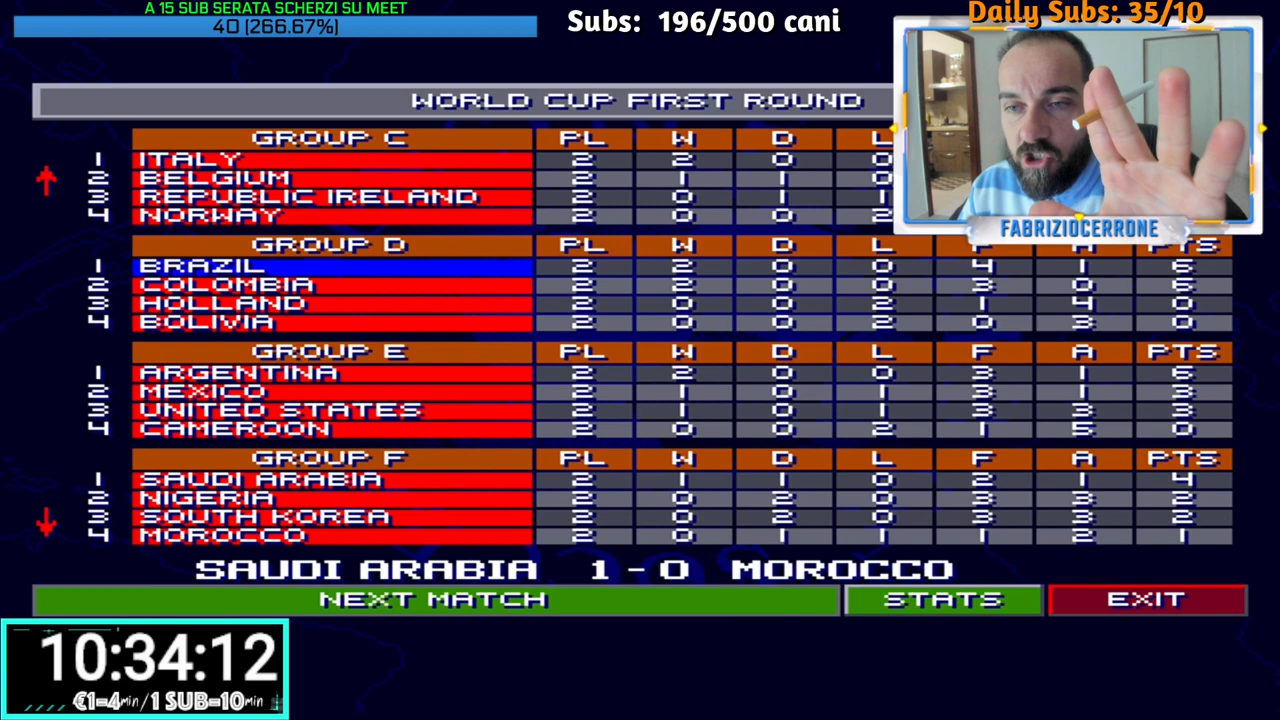 A 15 SUB SERATA SCHERZI SU MEET
40 (266.67%)
Subs: 196/500 cani
Daily Subs: 35/10
WORLD CUP FIRST ROUND
GROUP C PL W D L
1 ITALY 2 2 0 0
2 BELGIUM 2 1 1 0
3 REPUBLIC IRELAND 2 0 1 1
4 NORWAY 2 0 0 2
FABRIZIOCERRONE
GROUP D PL W D L F A PTS
1 BRAZIL 2 2 0 0 4 1 6
2 COLOMBIA 2 2 0 0 3 0 6
3 HOLLAND 2 0 0 2 1 4 0
4 BOLIVIA 2 0 0 2 0 3 0
GROUP E PL W D L F A PTS
1 ARGENTINA 2 2 0 0 3 1 6
2 MEXICO 2 1 0 1 3 1 3
3 UNITED STATES 2 1 0 1 3 3 3
4 CAMEROON 2 0 0 2 1 5 0
GROUP F PL W D L F A PTS
1 SAUDI ARABIA 2 1 1 0 2 1 4
2 NIGERIA 2 0 2 0 3 3 2
3 SOUTH KOREA 2 0 2 0 3 3 2
4 MOROCCO 2 0 1 1 1 2 1
SAUDI ARABIA 1 - 0 MOROCCO
NEXT MATCH STATS EXIT
10:34:12
€1=4min/1 SUB=10min